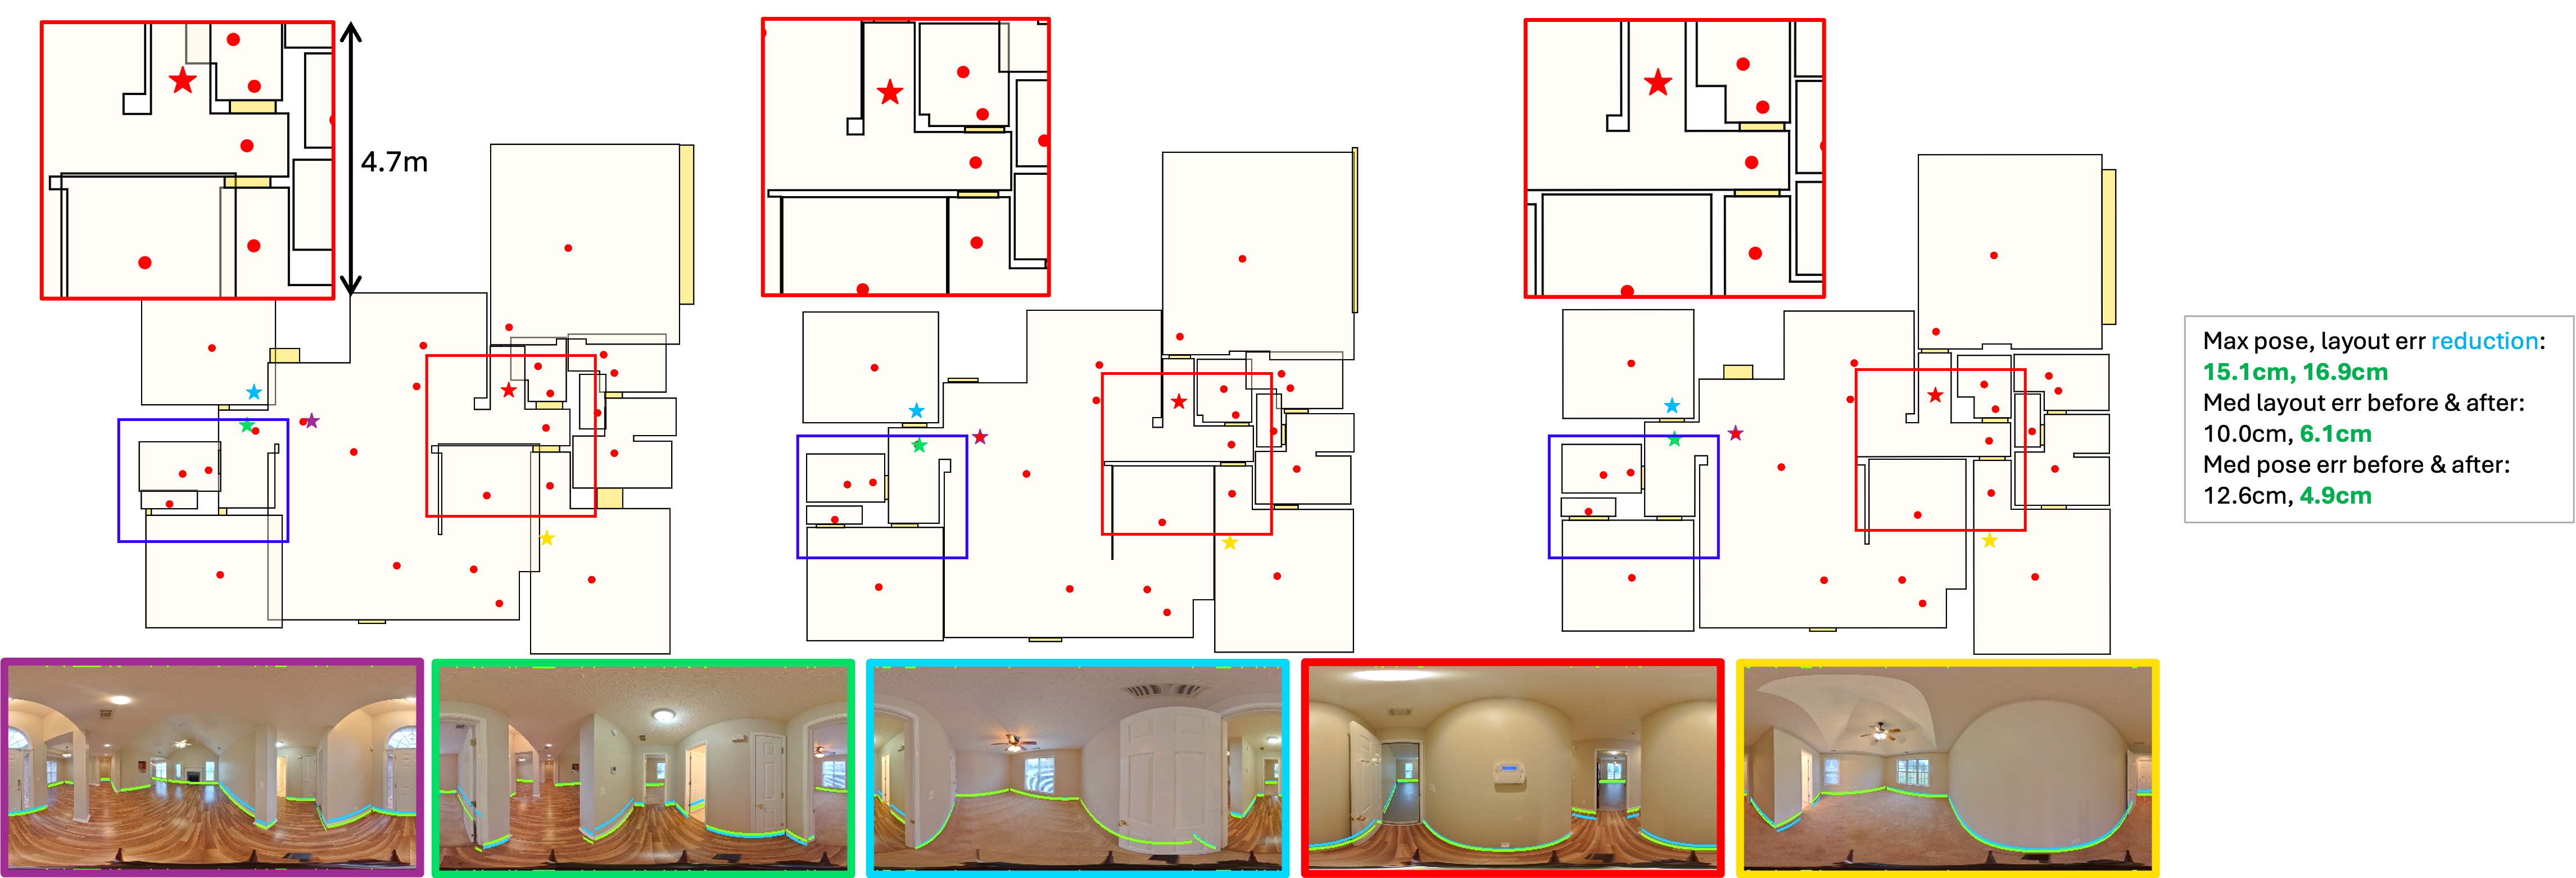 4.7m
Max pose, layout err reduction:
15.1cm, 16.9cm
Med layout err before & after:
10.0cm, 6.1cm
Med pose err before & after:
12.6cm, 4.9cm